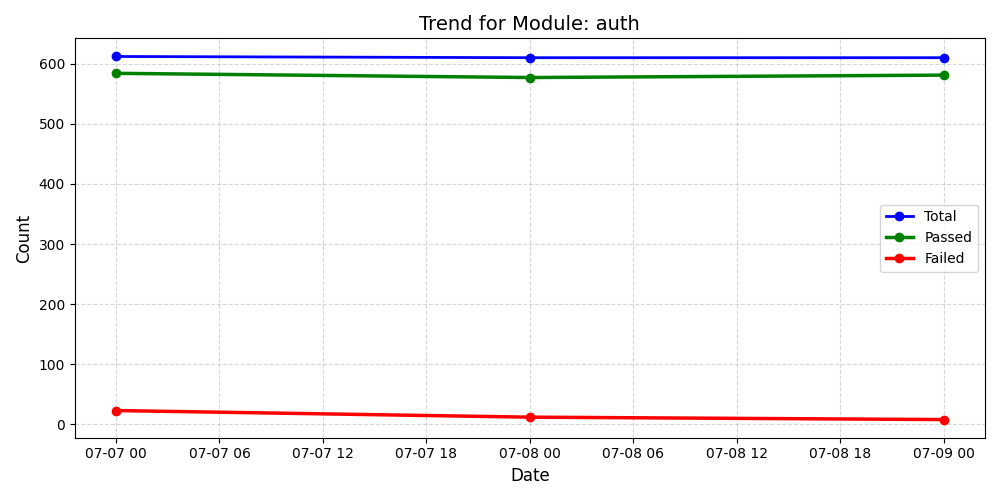 Trend for Module: auth
Count
600
500
400
300
200
100
0
Total
Passed
Failed
07-07 00 07-07 06 07-07 12 07-07 18 07-08 00 07-08 06 07-08 12 07-08 18 07-09 00
Date